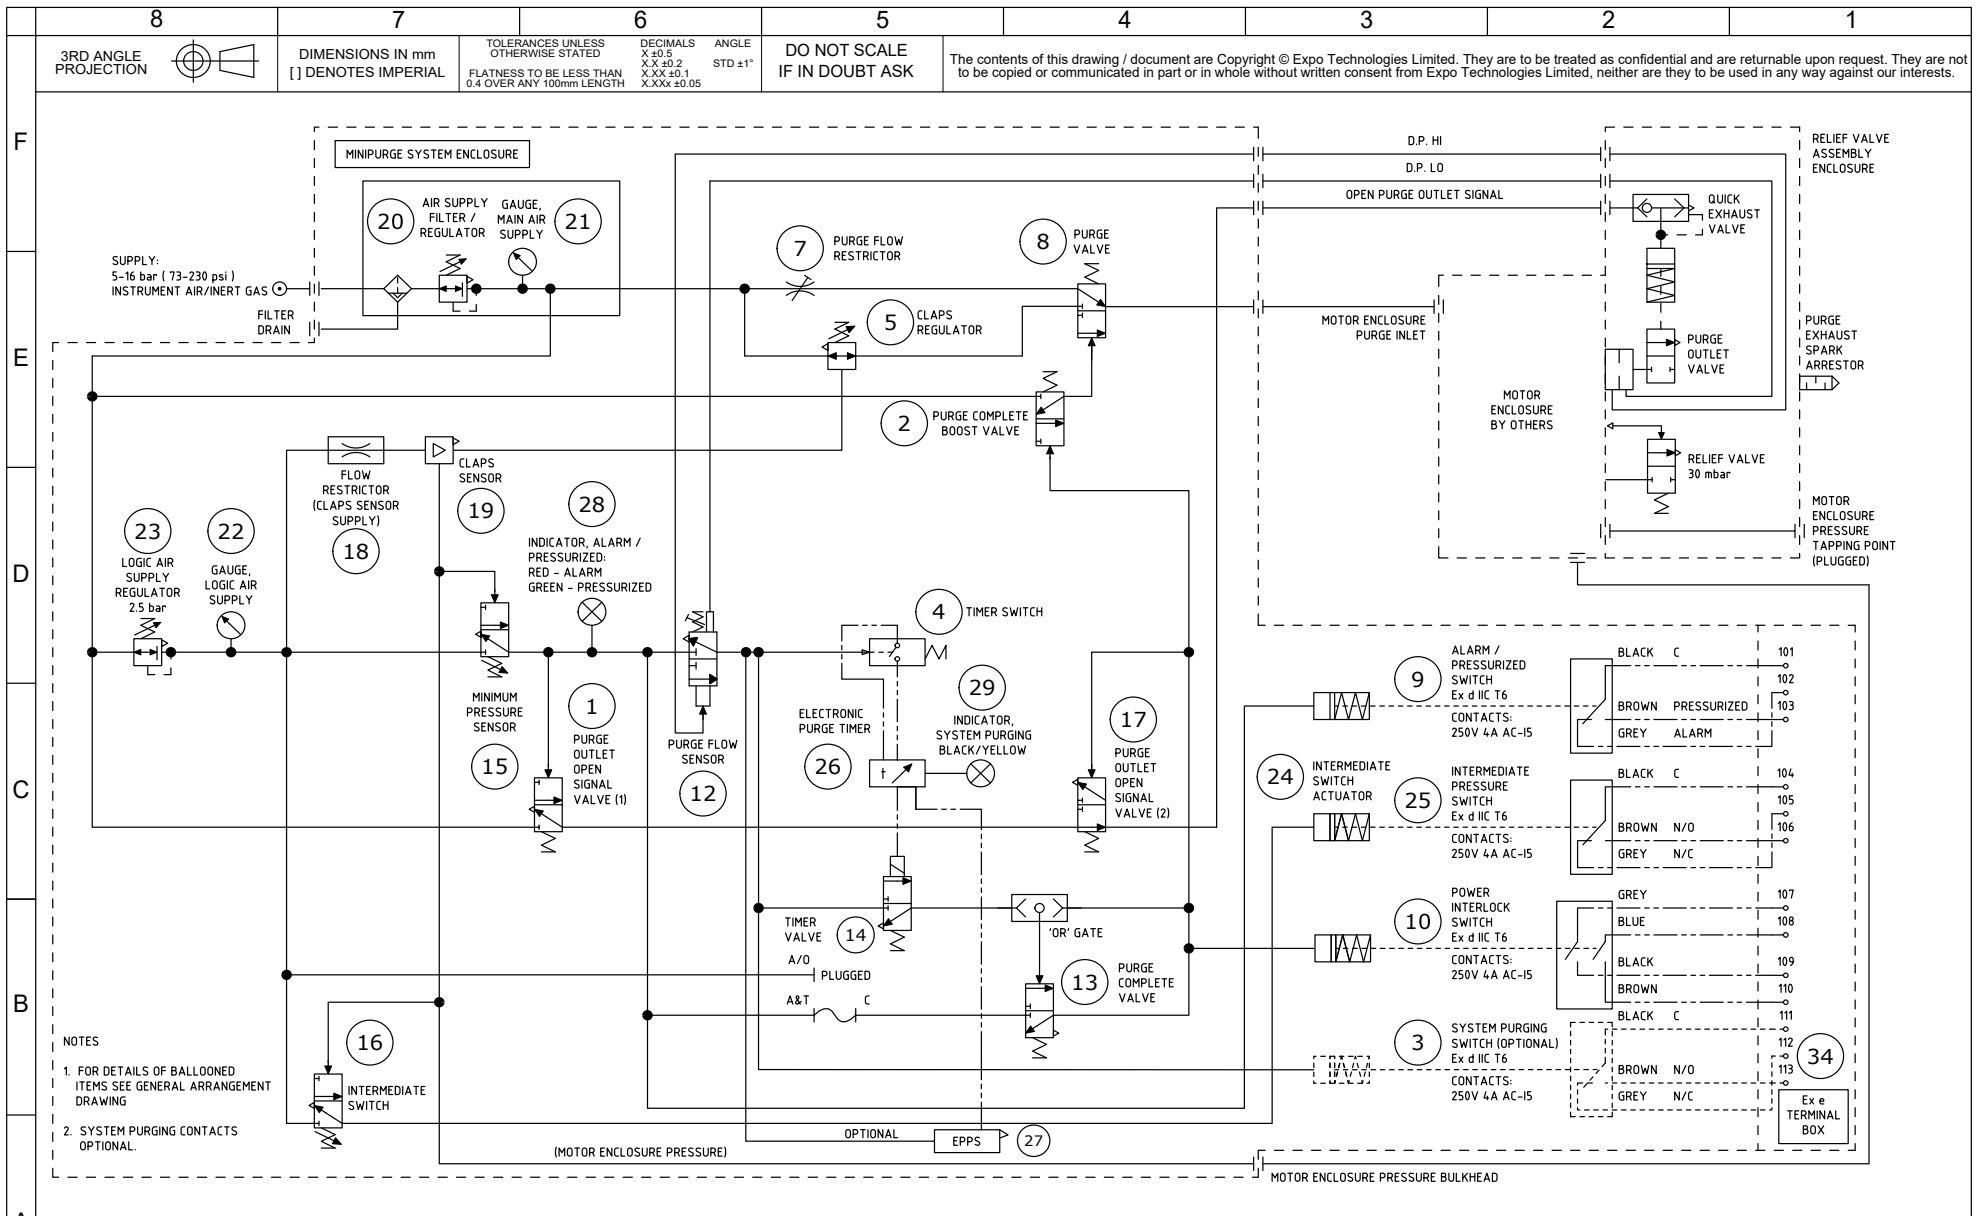 8 7 6 5 4 3 2 1
3RD ANGLE
PROJECTION
DIMENSIONS IN mm
[ ] DENOTES IMPERIAL
TOLERANCES UNLESS
OTHERWISE STATED
FLATNESS TO BE LESS THAN
0.4 OVER ANY 100mm LENGTH
DECIMALS
X ±0.5
X.X ±0.2
X.XX ±0.1
X.XXx ±0.05
ANGLE
STD ±1°
DO NOT SCALE
IF IN DOUBT ASK
The contents of this drawing / document are Copyright © Expo Technologies Limited. They are to be treated as confidential and are returnable upon request. They are not
to be copied or communicated in part or in whole without written consent from Expo Technologies Limited, neither are they to be used in any way against our interests.
F
MINIPURGE SYSTEM ENCLOSURE
D.P. HI
D.P. LO
OPEN PURGE OUTLET SIGNAL
RELIEF VALVE
ASSEMBLY
ENCLOSURE
20
AIR SUPPLY
FILTER /
REGULATOR
GAUGE,
MAIN AIR
SUPPLY
21
7
PURGE FLOW
RESTRICTOR
8
PURGE
VALVE
QUICK
EXHAUST
VALVE
SUPPLY:
5-16 bar ( 73-230 psi )
INSTRUMENT AIR/INERT GAS
FILTER
DRAIN
5
CLAPS
REGULATOR
MOTOR ENCLOSURE
PURGE INLET
E
PURGE
OUTLET
VALVE
PURGE
EXHAUST
SPARK
ARRESTOR
2
PURGE COMPLETE
BOOST VALVE
MOTOR
ENCLOSURE
BY OTHERS
FLOW
RESTRICTOR
(CLAPS SENSOR
SUPPLY)
18
CLAPS
SENSOR
19
28
RELIEF VALVE
30 mbar
MOTOR
ENCLOSURE
PRESSURE
TAPPING POINT
(PLUGGED)
D
23
LOGIC AIR
SUPPLY
REGULATOR
2.5 bar
22
GAUGE,
LOGIC AIR
SUPPLY
INDICATOR, ALARM /
PRESSURIZED:
RED - ALARM
GREEN - PRESSURIZED
4
TIMER SWITCH
MINIMUM
PRESSURE
SENSOR
15
1
PURGE
OUTLET
OPEN
SIGNAL
VALVE (1)
PURGE FLOW
SENSOR
12
ELECTRONIC
PURGE TIMER
26
t
29
INDICATOR,
SYSTEM PURGING
BLACK/YELLOW
17
PURGE
OUTLET
OPEN
SIGNAL
VALVE (2)
9
ALARM /
PRESSURIZED
SWITCH
Ex d IIC T6
CONTACTS:
250V 4A AC-I5
BLACK C
BROWN PRESSURIZED
GREY ALARM
101
102
103
C
24
INTERMEDIATE
SWITCH
ACTUATOR
25
INTERMEDIATE
PRESSURE
SWITCH
Ex d IIC T6
CONTACTS:
250V 4A AC-I5
BLACK C
BROWN N/O
GREY N/C
104
105
106
TIMER
VALVE
14
'OR' GATE
10
POWER
INTERLOCK
SWITCH
Ex d IIC T6
CONTACTS:
250V 4A AC-I5
GREY
BLUE
BLACK
BROWN
107
108
109
110
A/O
PLUGGED
A&T C
13
PURGE
COMPLETE
VALVE
B
16
INTERMEDIATE
SWITCH
3
SYSTEM PURGING
SWITCH (OPTIONAL)
Ex d IIC T6
CONTACTS:
250V 4A AC-I5
BLACK C
BROWN N/O
GREY N/C
111
112
113
34
Ex e
TERMINAL
BOX
NOTES
1. FOR DETAILS OF BALLOONED
ITEMS SEE GENERAL ARRANGEMENT
DRAWING
2. SYSTEM PURGING CONTACTS
OPTIONAL.
OPTIONAL
EPPS
27
(MOTOR ENCLOSURE PRESSURE)
MOTOR ENCLOSURE PRESSURE BULKHEAD